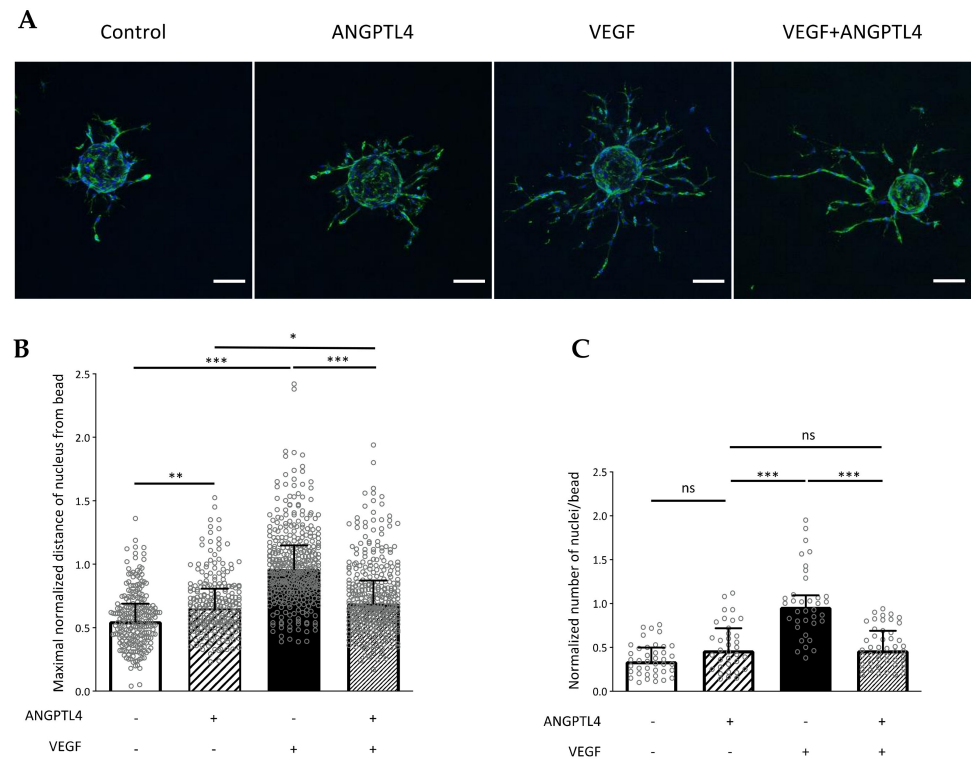 A
Control ANGPTL4 VEGF VEGF+ANGPTL4
B
*
*** ***
**
Maximal normalized distance of nucleus from bead
2.5
2.0
1.5
1.0
0.5
0.0
ANGPTL4 - + - +
VEGF - - + +
C
ns
ns *** ***
Normalized number of nuclei/bead
2.5
2.0
1.5
1.0
0.5
0.0
ANGPTL4 - + - +
VEGF - - + +